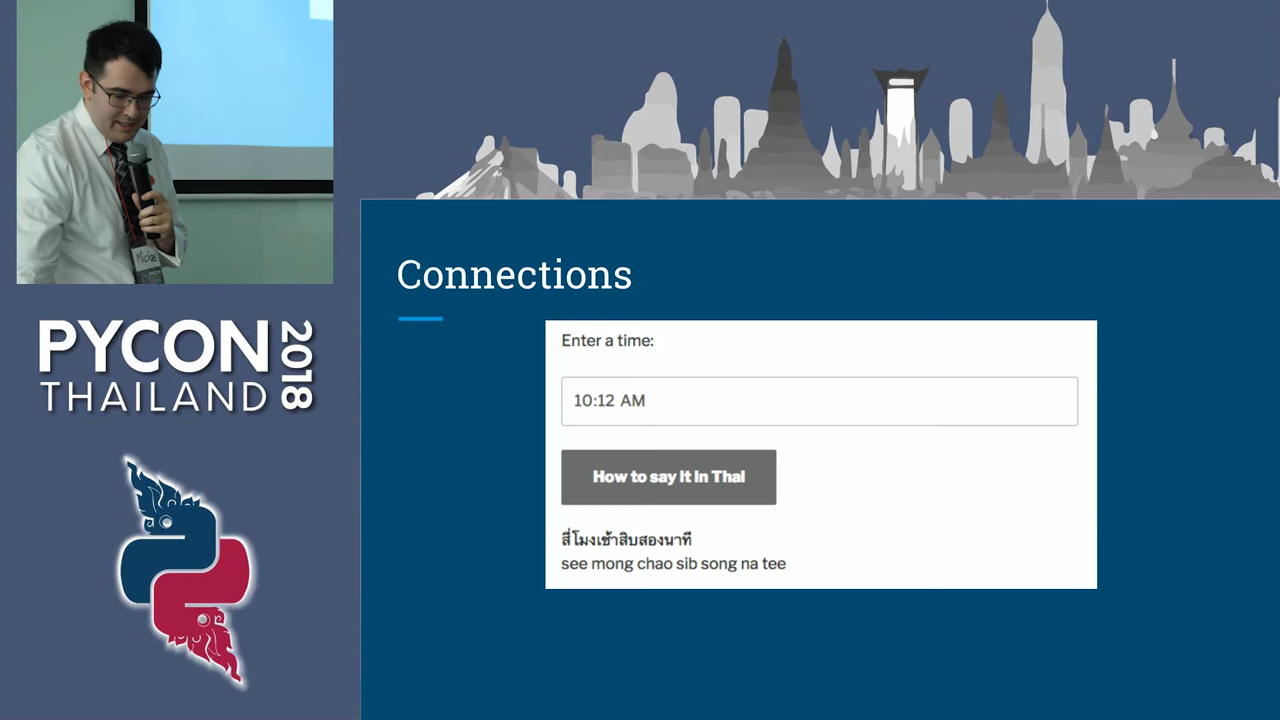 PYCON
THAILAND
2018
Connections
Enter a time:
10:12 AM
How to say it in Thai
สี่โมงเช้าสิบสองนาที
see mong chao sib song na tee